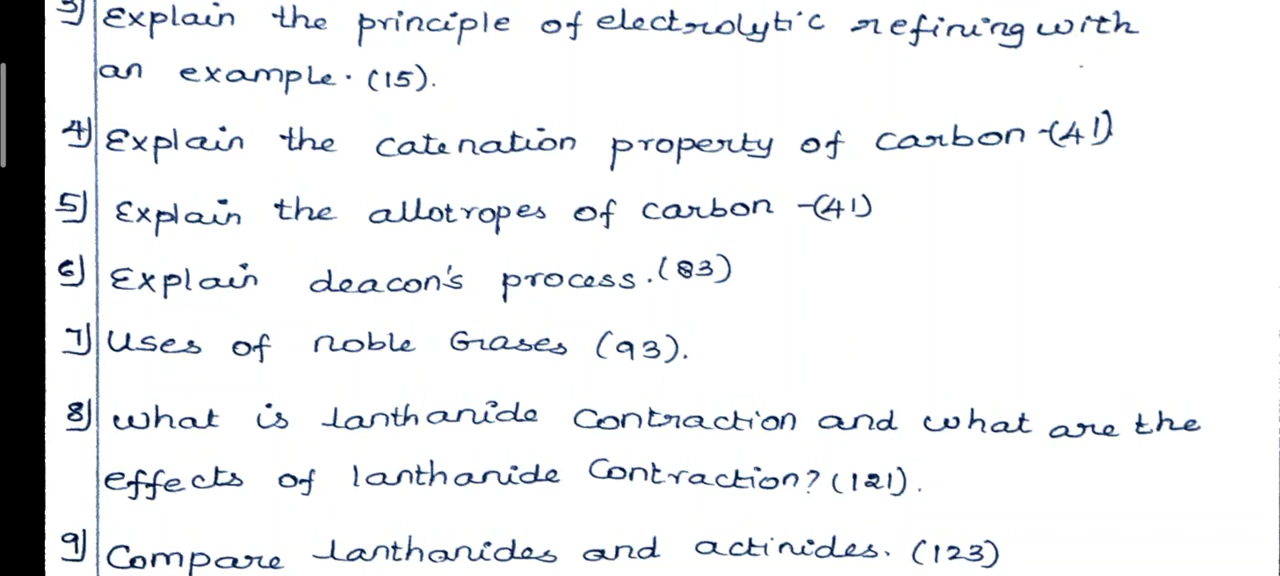 3) Explain the principle of electrolytic refining with
an example. (15).
4) Explain the catenation property of carbon -(41)
5) Explain the allotropes of carbon -(41)
6) Explain deacon's process. (83)
7) Uses of noble Gases (93).
8) what is lanthanide contraction and what are the
effects of lanthanide contraction? (121).
9) Compare lanthanides and actinides. (123)